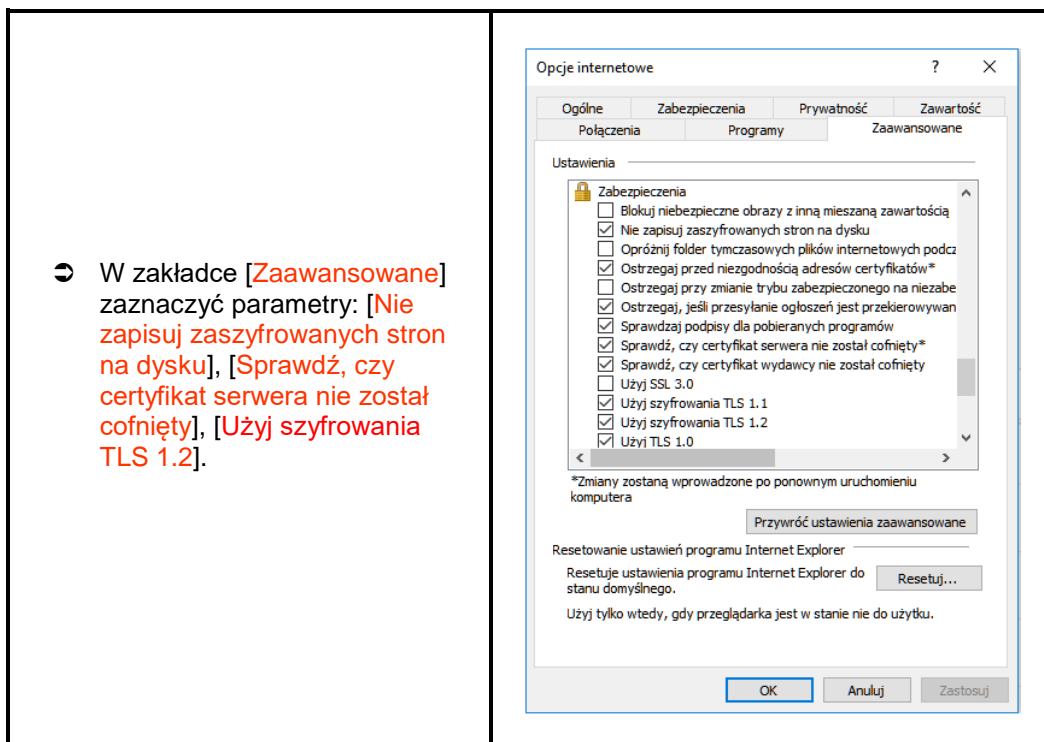 ➲ W zakładce [Zaawansowane]
zaznaczyć parametry: [Nie
zapisuj zaszyfrowanych stron
na dysku], [Sprawdź, czy
certyfikat serwera nie został
cofnięty], [Użyj szyfrowania
TLS 1.2].
Opcje internetowe ? ✕
Ogólne Zabezpieczenia Prywatność Zawartość
Połączenia Programy Zaawansowane
Ustawienia
Zabezpieczenia
Blokuj niebezpieczne obrazy z inną mieszaną zawartością
Nie zapisuj zaszyfrowanych stron na dysku
Opróżnij folder tymczasowych plików internetowych podcz
Ostrzegaj przed niezgodnością adresów certyfikatów*
Ostrzegaj przy zmianie trybu zabezpieczonego na niezabe
Ostrzegaj, jeśli przesyłanie ogłoszeń jest przekierowywan
Sprawdzaj podpisy dla pobieranych programów
Sprawdź, czy certyfikat serwera nie został cofnięty*
Sprawdź, czy certyfikat wydawcy nie został cofnięty
Użyj SSL 3.0
Użyj szyfrowania TLS 1.1
Użyj szyfrowania TLS 1.2
Użyj TLS 1.0
*Zmiany zostaną wprowadzone po ponownym uruchomieniu
komputera
Przywróć ustawienia zaawansowane
Resetowanie ustawień programu Internet Explorer
Resetuje ustawienia programu Internet Explorer do
stanu domyślnego.
Resetuj...
Użyj tylko wtedy, gdy przeglądarka jest w stanie nie do użytku.
OK Anuluj Zastosuj